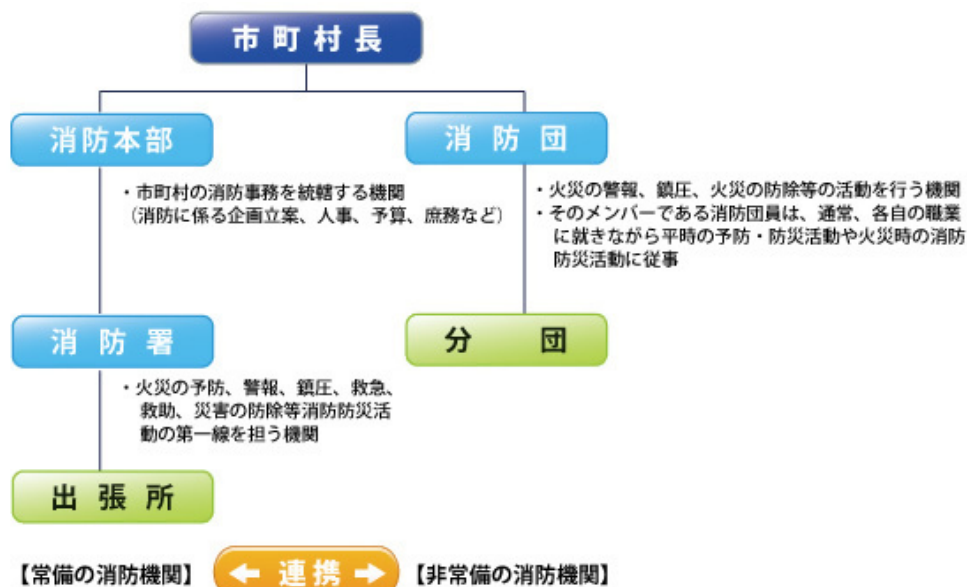 市町村長
消防本部
消防団
・市町村の消防事務を統轄する機関
（消防に係る企画立案、人事、予算、庶務など）
・火災の警報、鎮圧、火災の防除等の活動を行う機関
・そのメンバーである消防団員は、通常、各自の職業
に就きながら平時の予防・防災活動や火災時の消防
防災活動に従事
消防署
分団
・火災の予防、警報、鎮圧、救急、
救助、災害の防除等消防防災活
動の第一線を担う機関
出張所
【常備の消防機関】 ← 連携 → 【非常備の消防機関】